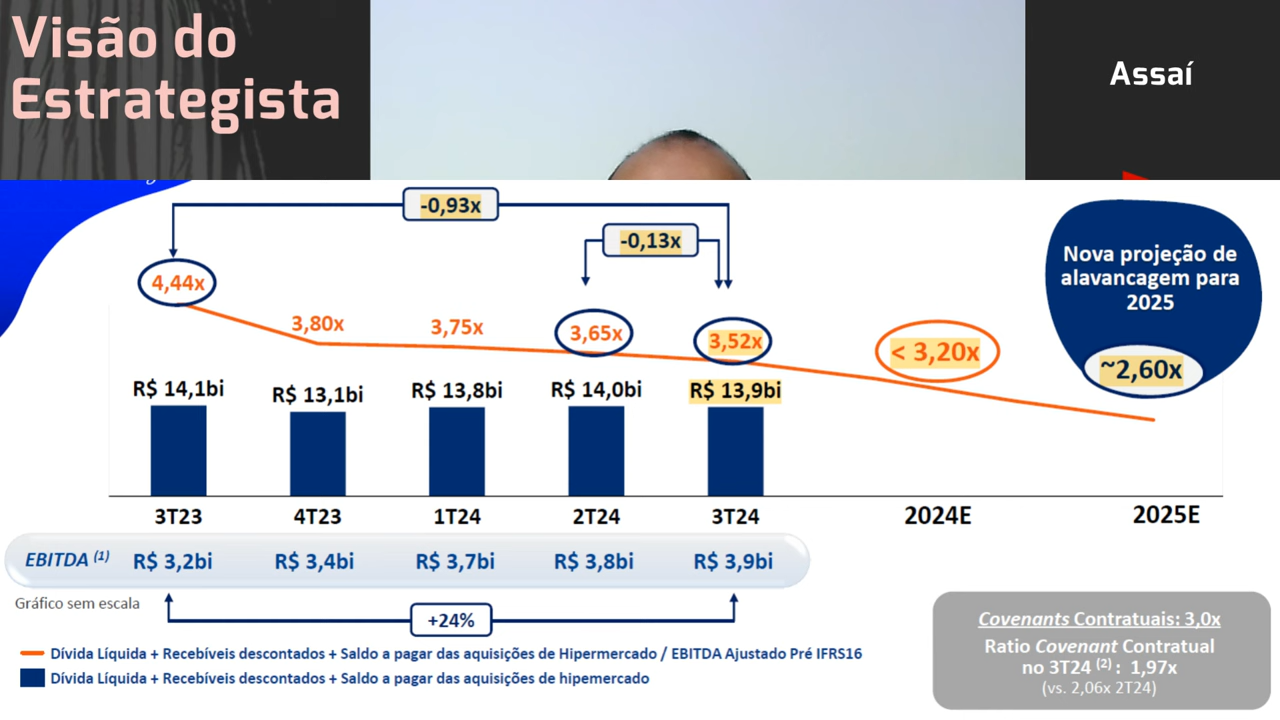 Visão do
Estrategista
Assaí
-0,93x
-0,13x
Nova projeção de
alavancagem para
2025
~2,60x
4,44x
3,80x
3,75x
3,65x
3,52x
< 3,20x
R$ 14,1bi
R$ 13,1bi
R$ 13,8bi
R$ 14,0bi
R$ 13,9bi
3T23
4T23
1T24
2T24
3T24
2024E
2025E
EBITDA (1)
R$ 3,2bi
R$ 3,4bi
R$ 3,7bi
R$ 3,8bi
R$ 3,9bi
Gráfico sem escala
+24%
Dívida Líquida + Recebíveis descontados + Saldo a pagar das aquisições de Hipermercado / EBITDA Ajustado Pré IFRS16
Dívida Líquida + Recebíveis descontados + Saldo a pagar das aquisições de hipemercado
Covenants Contratuais: 3,0x
Ratio Covenant Contratual
no 3T24 (2) : 1,97x
(vs. 2,06x 2T24)